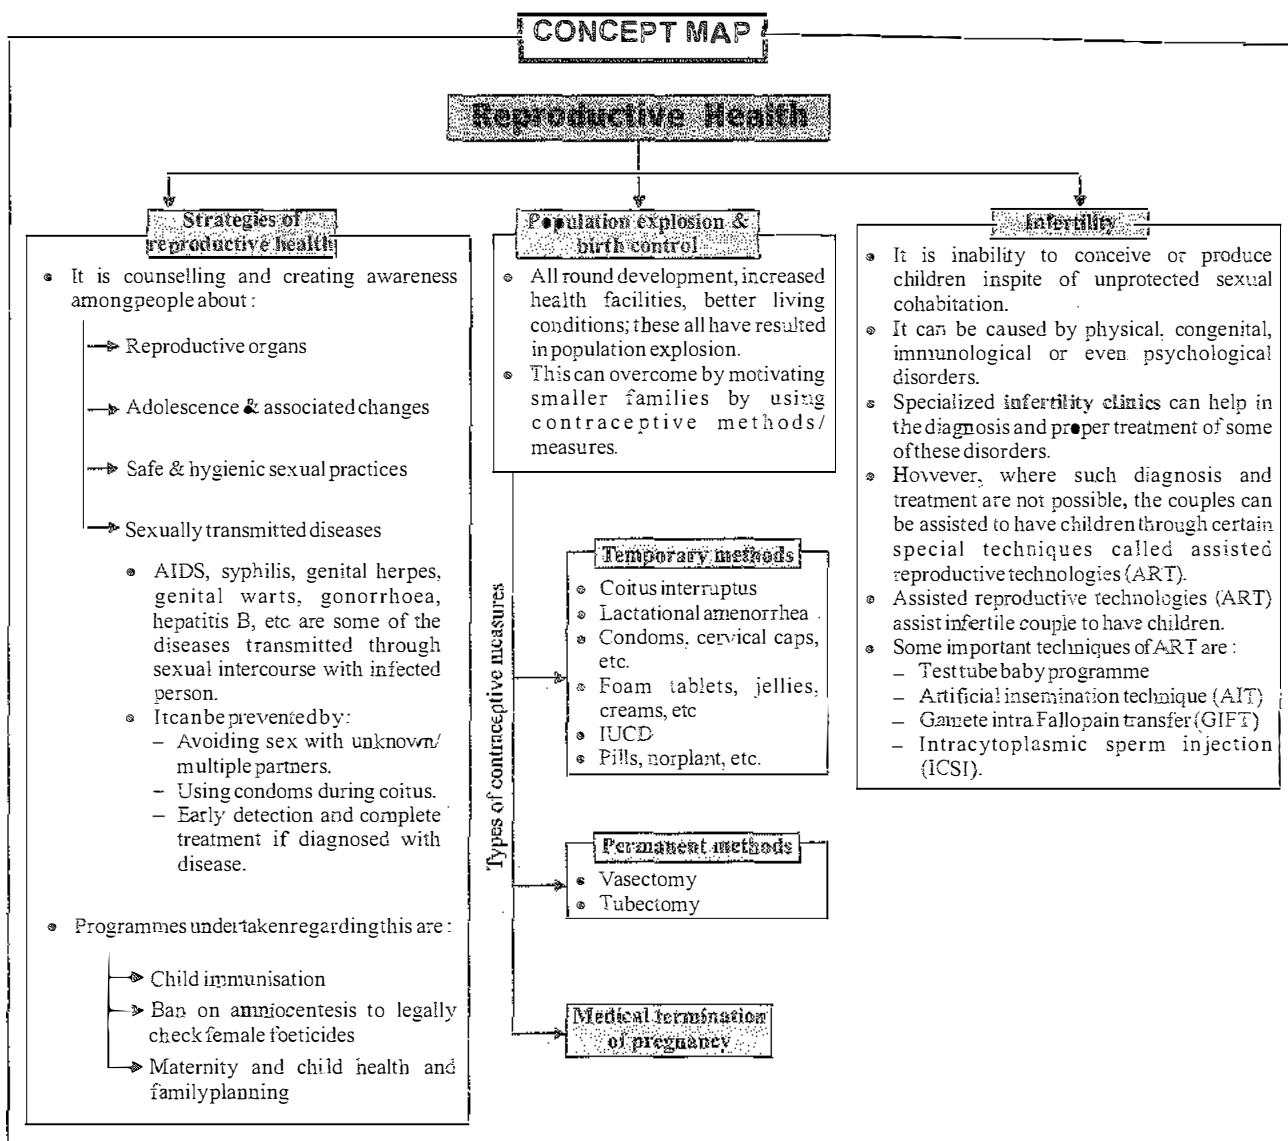 CONCEPT MAP
Reproductive Health
Strategies of
reproductive health
It is counselling and creating awareness
among people about :
Reproductive organs
Adolescence & associated changes
Safe & hygienic sexual practices
Sexually transmitted diseases
AIDS, syphilis, genital herpes,
genital warts, gonorrhoea,
hepatitis B, etc are some of the
diseases transmitted through
sexual intercourse with infected
person.
It can be prevented by:
– Avoiding sex with unknown/
multiple partners.
– Using condoms during coitus.
– Early detection and complete
treatment if diagnosed with
disease.
Programmes undertaken regarding this are :
Child immunisation
Ban on amniocentesis to legally
check female foeticides
Maternity and child health and
family planning
Population explosion &
birth control
All round development, increased
health facilities, better living
conditions; these all have resulted
in population explosion.
This can overcome by motivating
smaller families by using
contraceptive methods/
measures.
Types of contraceptive measures
Temporary methods
Coitus interruptus
Lactational amenorrhea
Condoms, cervical caps,
etc.
Foam tablets, jellies,
creams, etc
IUCD
Pills, norplant, etc.
Permanent methods
Vasectomy
Tubectomy
Medical termination
of pregnancy
Infertility
It is inability to conceive or produce
children inspite of unprotected sexual
cohabitation.
It can be caused by physical, congenital,
immunological or even psychological
disorders.
Specialized infertility clinics can help in
the diagnosis and proper treatment of some
of these disorders.
However, where such diagnosis and
treatment are not possible, the couples can
be assisted to have children through certain
special techniques called assisted
reproductive technologies (ART).
Assisted reproductive technologies (ART)
assist infertile couple to have children.
Some important techniques of ART are :
– Test tube baby programme
– Artificial insemination technique (AIT)
– Gamete intra Fallopain transfer (GIFT)
– Intracytoplasmic sperm injection
(ICSI).